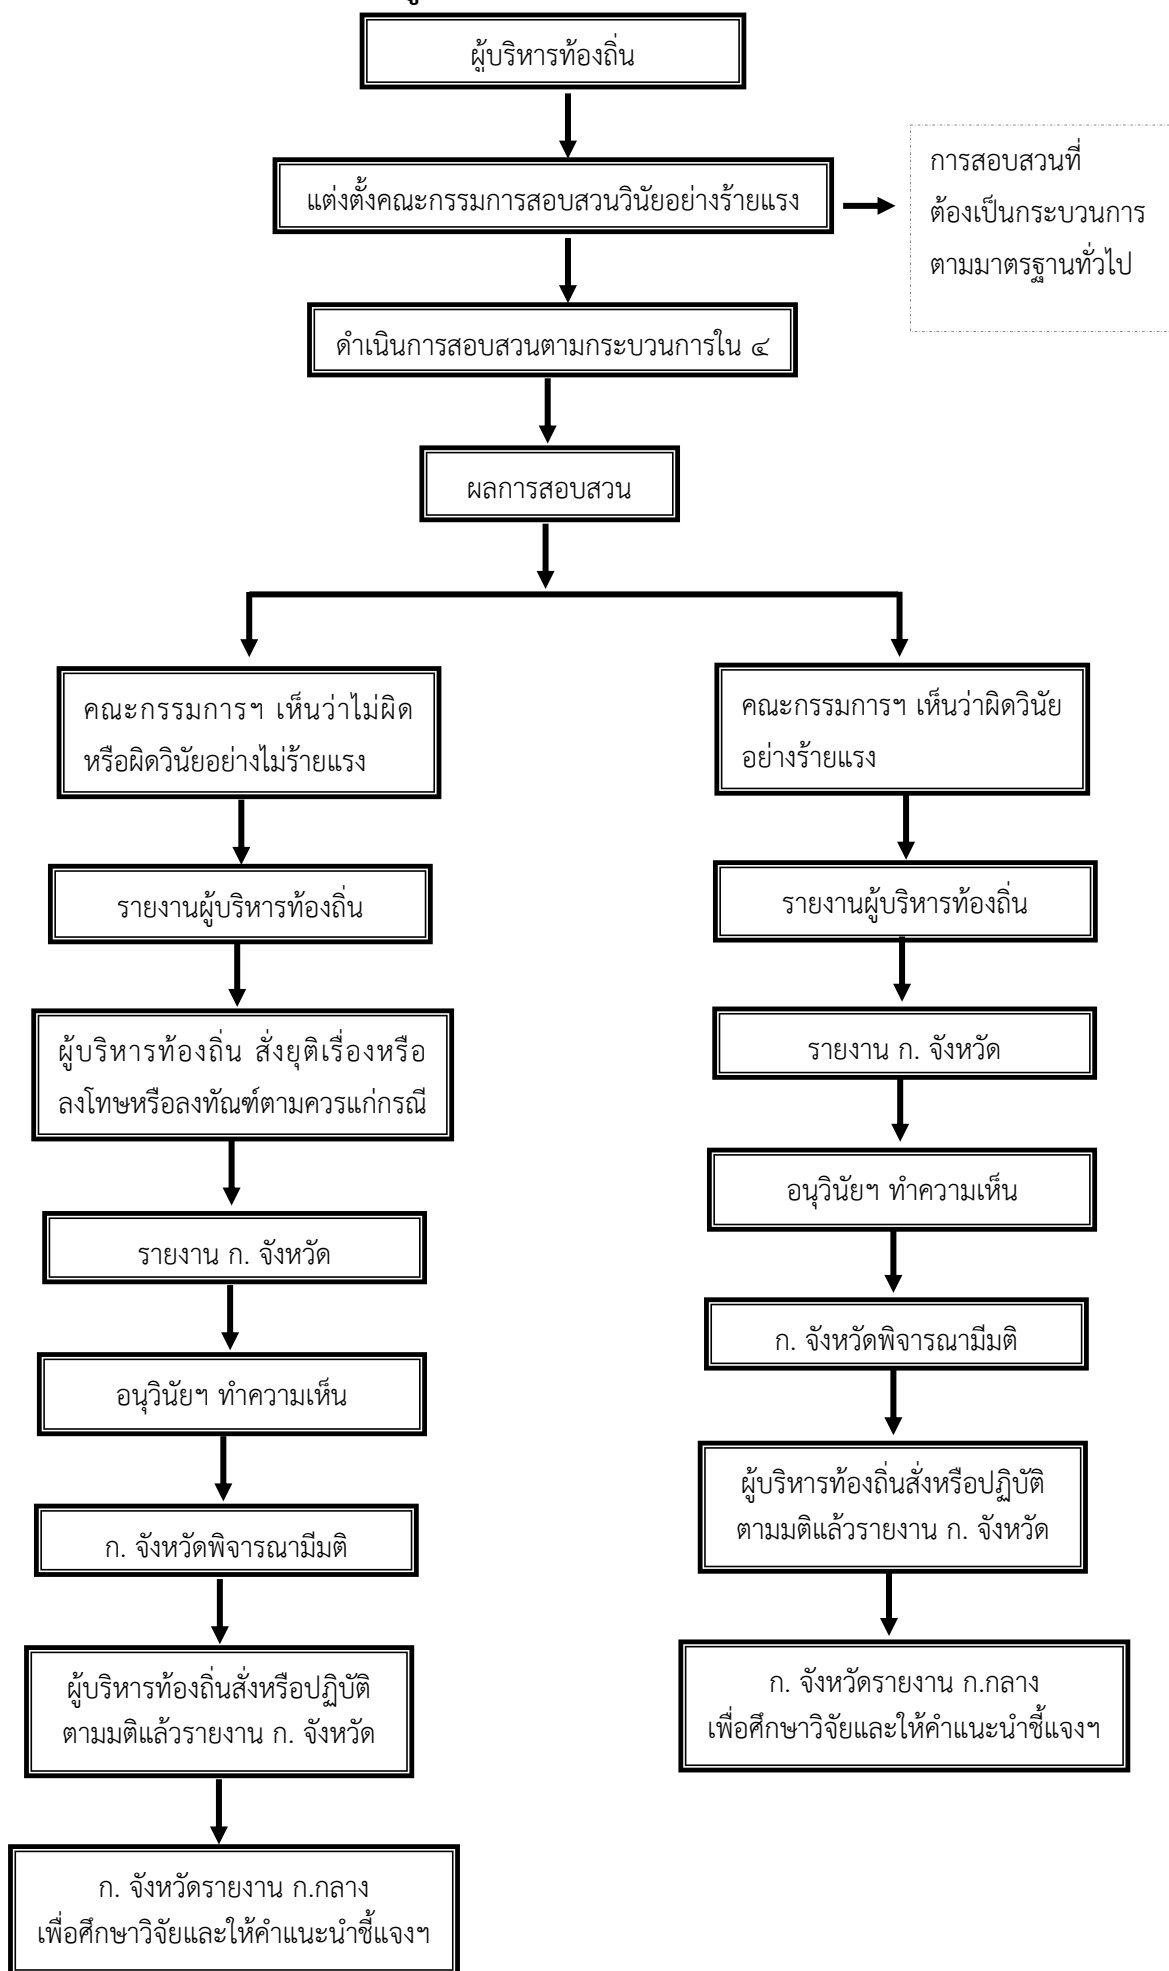 ผู้บริหารท้องถิ่น
แต่งตั้งคณะกรรมการสอบสวนวินัยอย่างร้ายแรง
การสอบสวนที่
ต้องเป็นกระบวนการ
ตามมาตรฐานทั่วไป
ดำเนินการสอบสวนตามกระบวนการใน ๔
ผลการสอบสวน
คณะกรรมการฯ เห็นว่าไม่ผิด
หรือผิดวินัยอย่างไม่ร้ายแรง
รายงานผู้บริหารท้องถิ่น
ผู้บริหารท้องถิ่น สั่งยุติเรื่องหรือ
ลงโทษหรือลงทัณฑ์ตามควรแก่กรณี
รายงาน ก. จังหวัด
อนุวินัยฯ ทำความเห็น
ก. จังหวัดพิจารณามีมติ
ผู้บริหารท้องถิ่นสั่งหรือปฏิบัติ
ตามมติแล้วรายงาน ก. จังหวัด
ก. จังหวัดรายงาน ก.กลาง
เพื่อศึกษาวิจัยและให้คำแนะนำชี้แจงฯ
คณะกรรมการฯ เห็นว่าผิดวินัย
อย่างร้ายแรง
รายงานผู้บริหารท้องถิ่น
รายงาน ก. จังหวัด
อนุวินัยฯ ทำความเห็น
ก. จังหวัดพิจารณามีมติ
ผู้บริหารท้องถิ่นสั่งหรือปฏิบัติ
ตามมติแล้วรายงาน ก. จังหวัด
ก. จังหวัดรายงาน ก.กลาง
เพื่อศึกษาวิจัยและให้คำแนะนำชี้แจงฯ